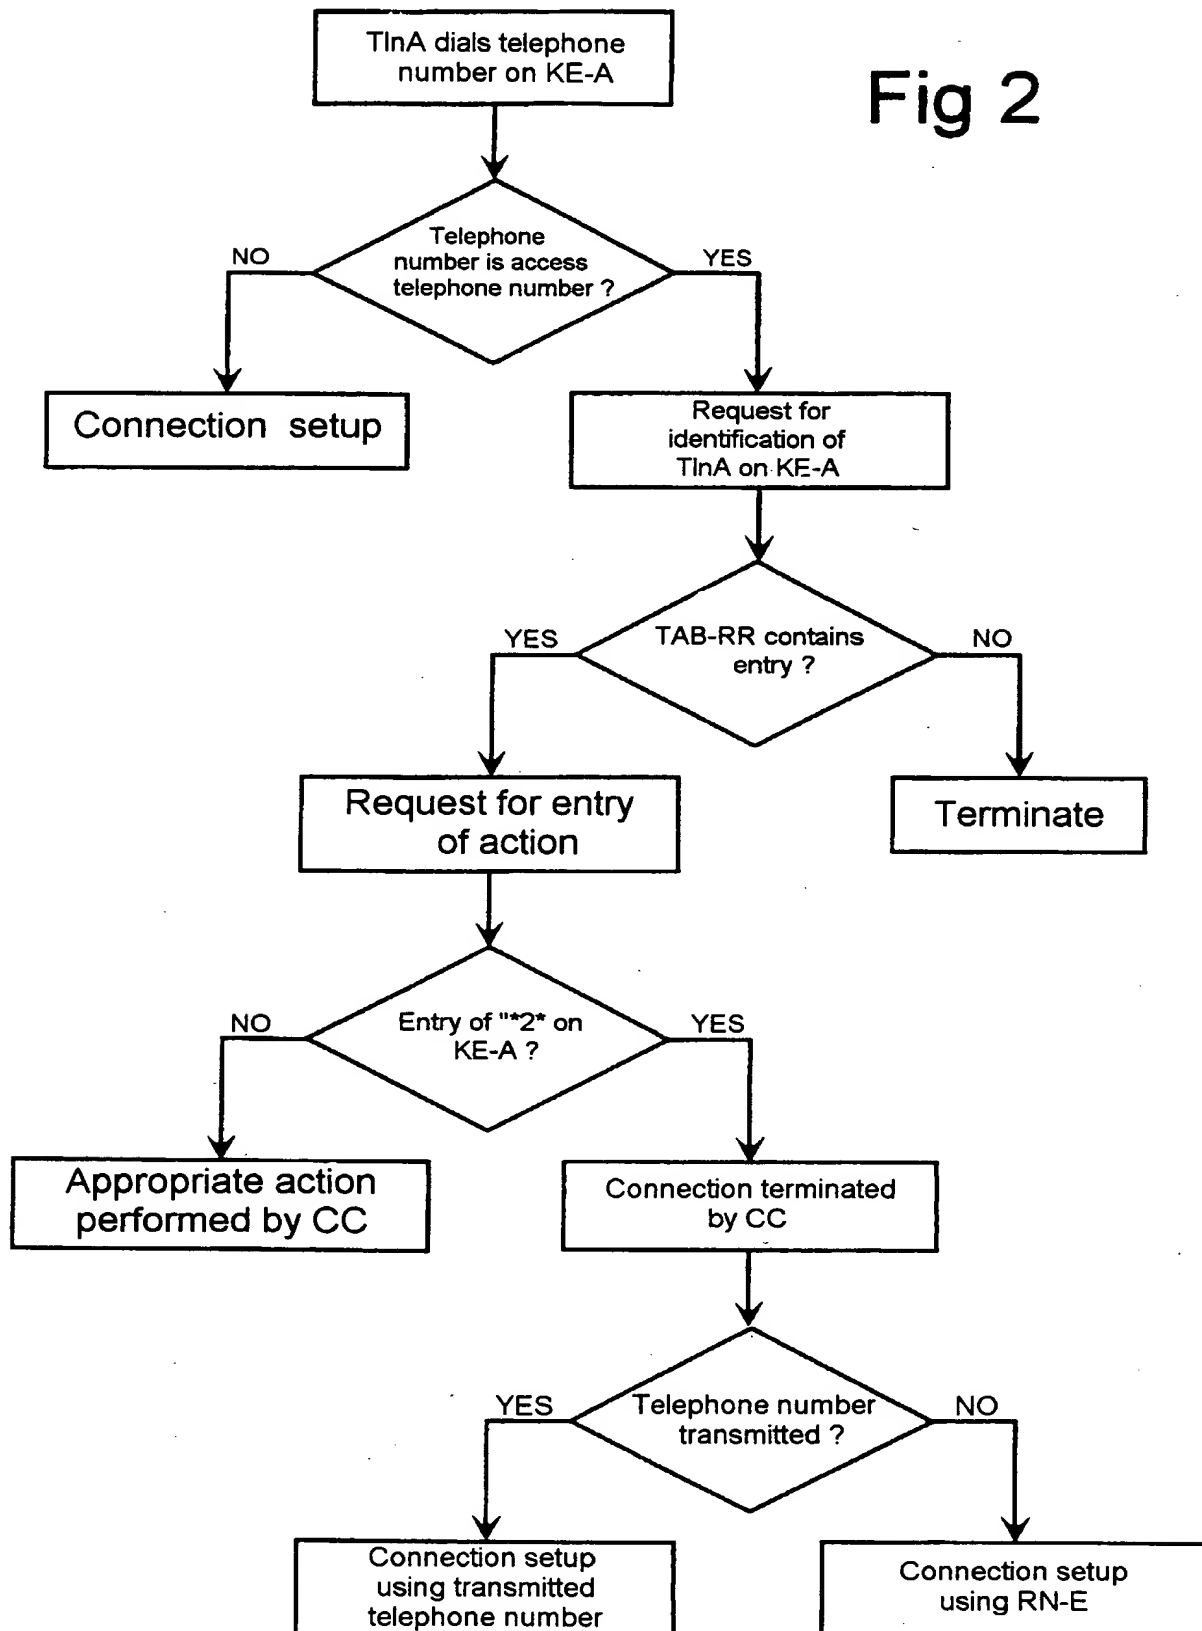 TlnA dials telephone
number on KE-A
Fig 2
Telephone
number is access
telephone number ?
NO
YES
Connection setup
Request for
identification of
TlnA on KE-A
TAB-RR contains
entry ?
YES
NO
Request for entry
of action
Terminate
Entry of "*2* on
KE-A ?
NO
YES
Appropriate action
performed by CC
Connection terminated
by CC
Telephone number
transmitted ?
YES
NO
Connection setup
using transmitted
telephone number
Connection setup
using RN-E